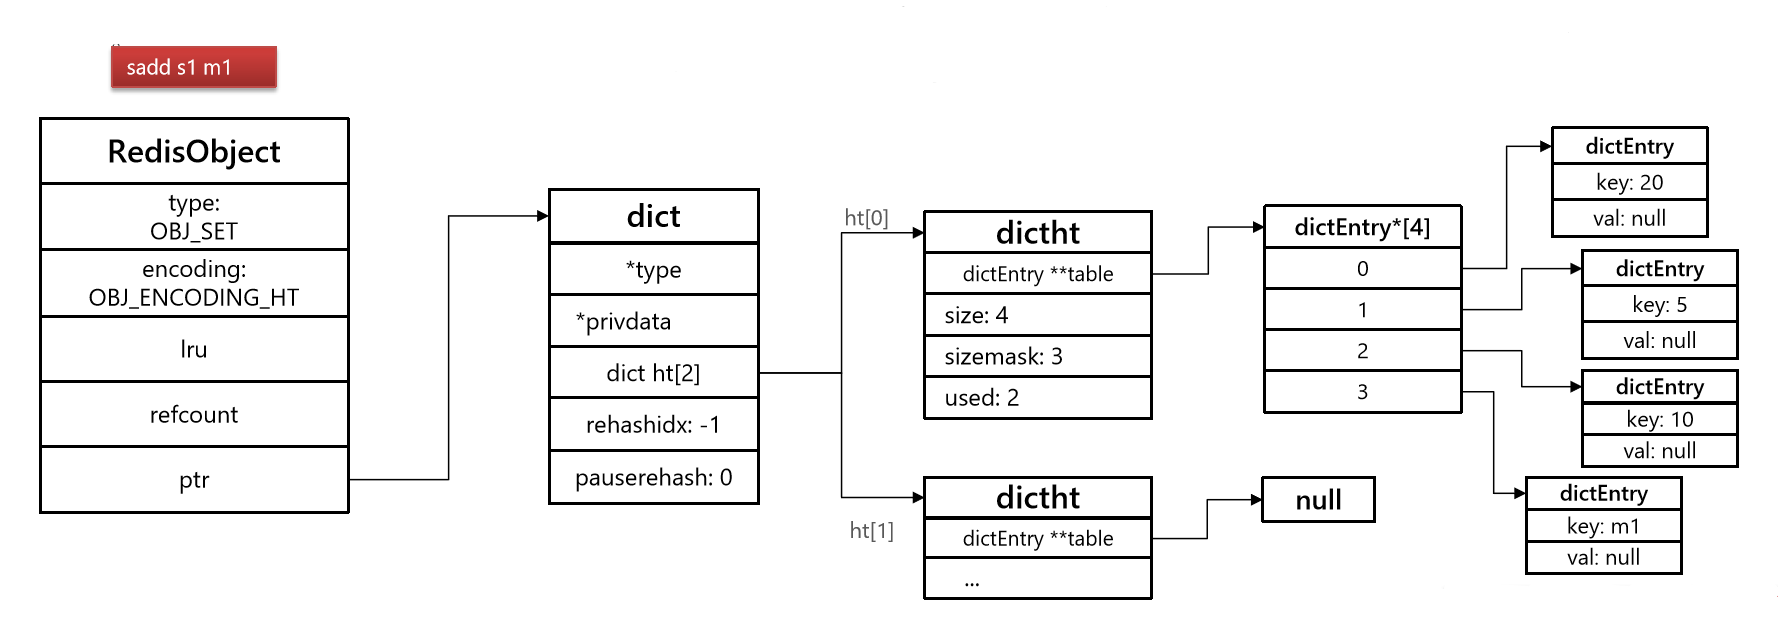 sadd s1 m1
RedisObject
type:
OBJ_SET
encoding:
OBJ_ENCODING_HT
lru
refcount
ptr
dict
*type
*privdata
dict ht[2]
rehashidx: -1
pauserehash: 0
ht[0]
dictht
dictEntry **table
size: 4
sizemask: 3
used: 2
ht[1]
dictht
dictEntry **table
...
dictEntry*[4]
0
1
2
3
null
dictEntry
key: 20
val: null
dictEntry
key: 5
val: null
dictEntry
key: 10
val: null
dictEntry
key: m1
val: null